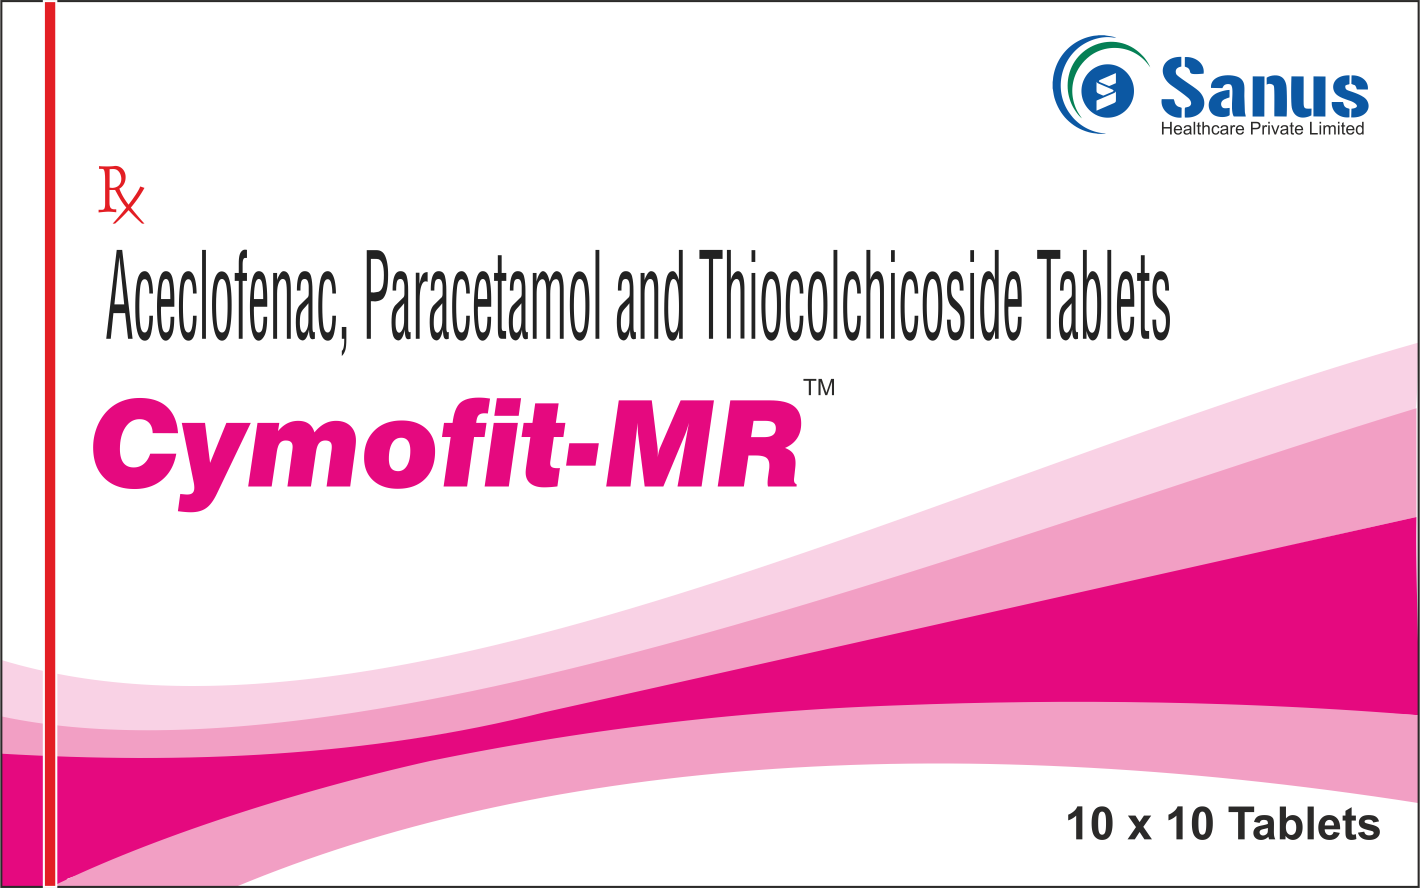 Sanus
Healthcare Private Limited
Rx
Aceclofenac, Paracetamol and Thiocolchicoside Tablets
Cymofit-MR™
10 x 10 Tablets